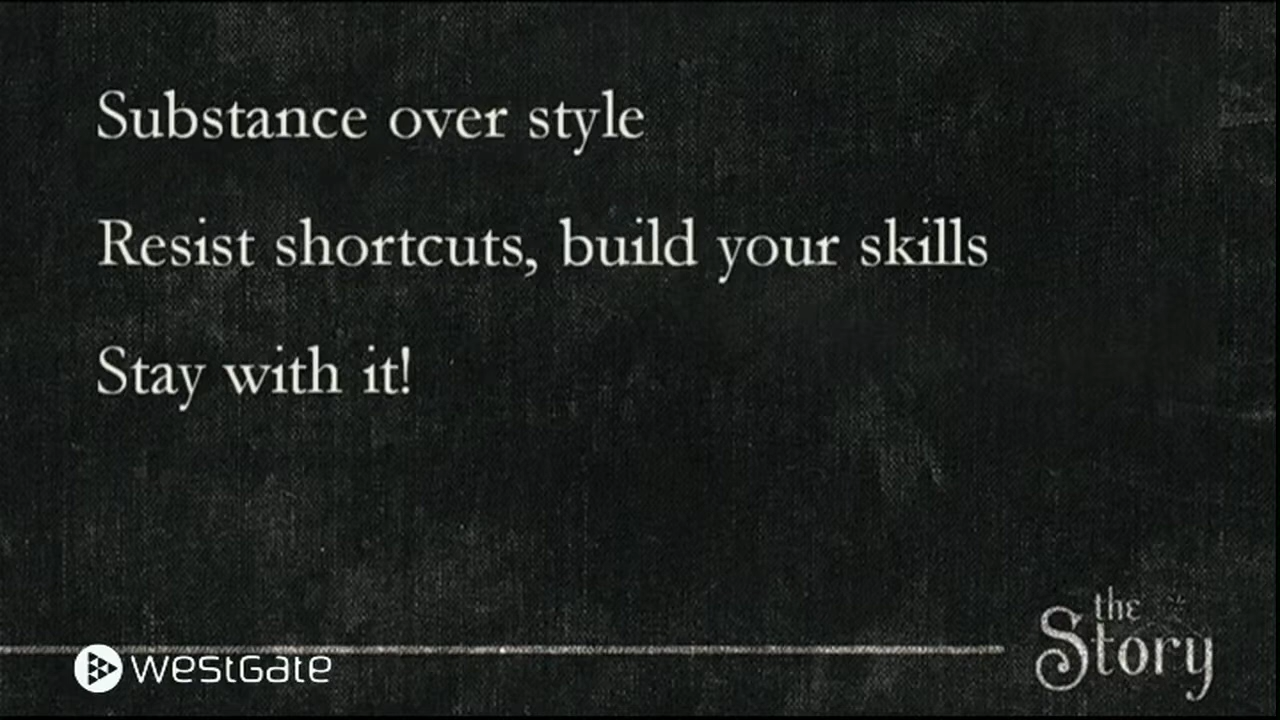 Substance over style
Resist shortcuts, build your skills
Stay with it!
the
Story
westGate